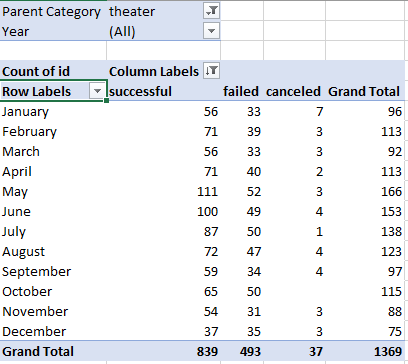 Parent Category theater
Year (All)
Count of id Column Labels
Row Labels successful failed canceled Grand Total
January 56 33 7 96
February 71 39 3 113
March 56 33 3 92
April 71 40 2 113
May 111 52 3 166
June 100 49 4 153
July 87 50 1 138
August 72 47 4 123
September 59 34 4 97
October 65 50 115
November 54 31 3 88
December 37 35 3 75
Grand Total 839 493 37 1369